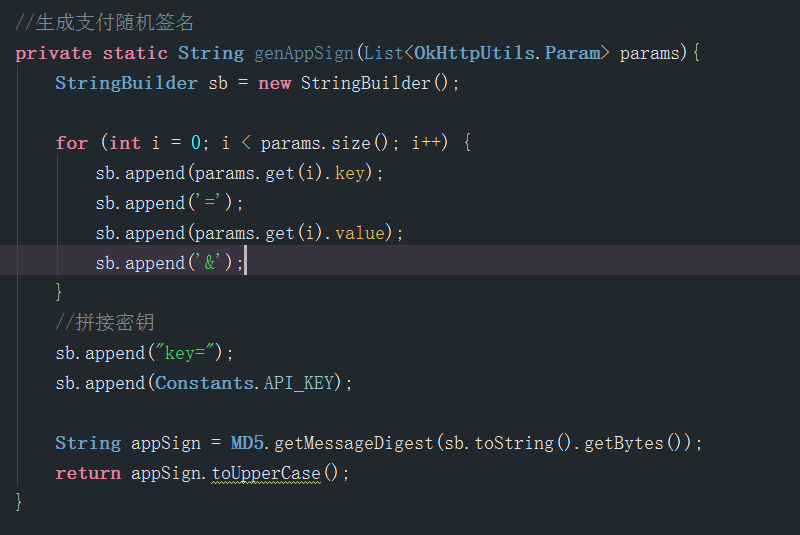 //生成支付随机签名
private static String genAppSign(List<OkHttpUtils.Param> params){
    StringBuilder sb = new StringBuilder();
    for (int i = 0; i < params.size(); i++) {
        sb.append(params.get(i).key);
        sb.append('=');
        sb.append(params.get(i).value);
        sb.append('&');
    }
    //拼接密钥
    sb.append("key=");
    sb.append(Constants.API_KEY);
    String appSign = MD5.getMessageDigest(sb.toString().getBytes());
    return appSign.toUpperCase();
}